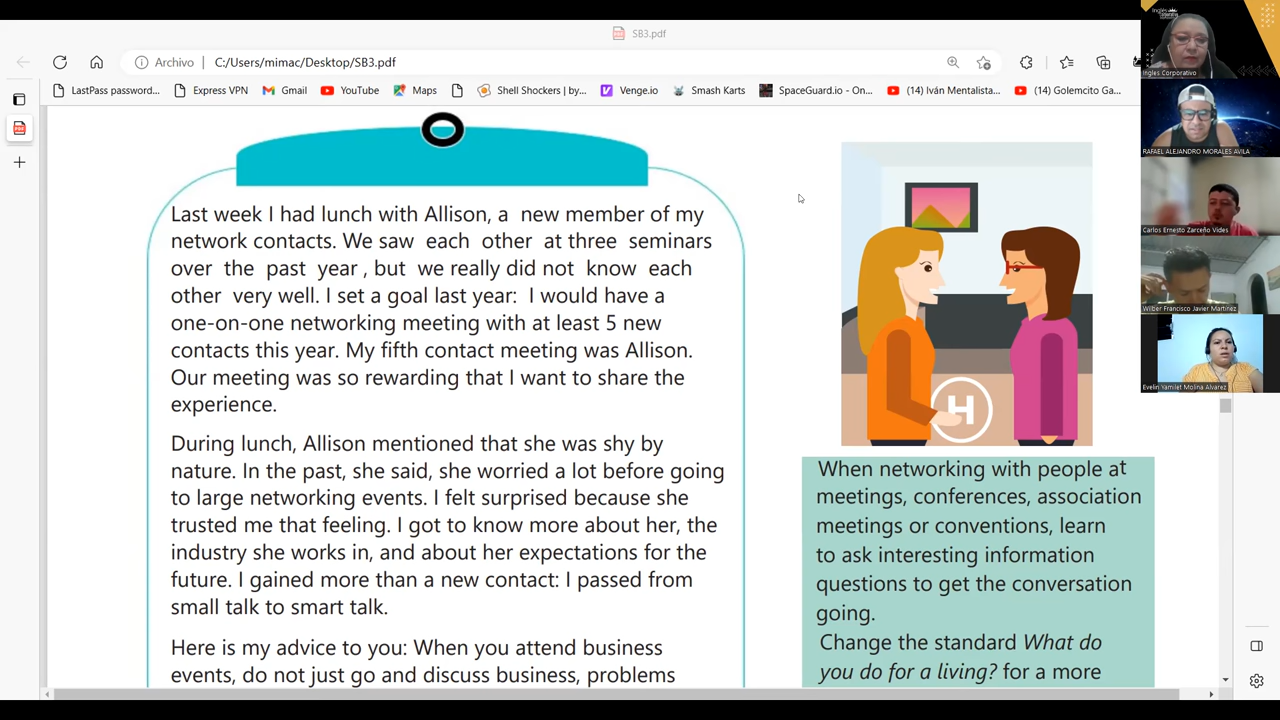 SB3.pdf
Archivo
C:/Users/mimac/Desktop/SB3.pdf
LastPass password...
Express VPN
Gmail
YouTube
Maps
Shell Shockers | by...
Venge.io
Smash Karts
SpaceGuard.io - On...
(14) Iván Mentalista...
(14) Golemcito Ga...
Last week I had lunch with Allison, a new member of my
network contacts. We saw each other at three seminars
over the past year , but we really did not know each
other very well. I set a goal last year: I would have a
one-on-one networking meeting with at least 5 new
contacts this year. My fifth contact meeting was Allison.
Our meeting was so rewarding that I want to share the
experience.
During lunch, Allison mentioned that she was shy by
nature. In the past, she said, she worried a lot before going
to large networking events. I felt surprised because she
trusted me that feeling. I got to know more about her, the
industry she works in, and about her expectations for the
future. I gained more than a new contact: I passed from
small talk to smart talk.
Here is my advice to you: When you attend business
events, do not just go and discuss business, problems
H
When networking with people at
meetings, conferences, association
meetings or conventions, learn
to ask interesting information
questions to get the conversation
going.
Change the standard What do
you do for a living? for a more
Inglés
Ingles Corporativo
RAFAEL ALEJANDRO MORALES AVILA
Carlos Ernesto Zarceño Vides
Wilber Francisco Javier Martinez
Evelin Yamilet Molina Alvarez